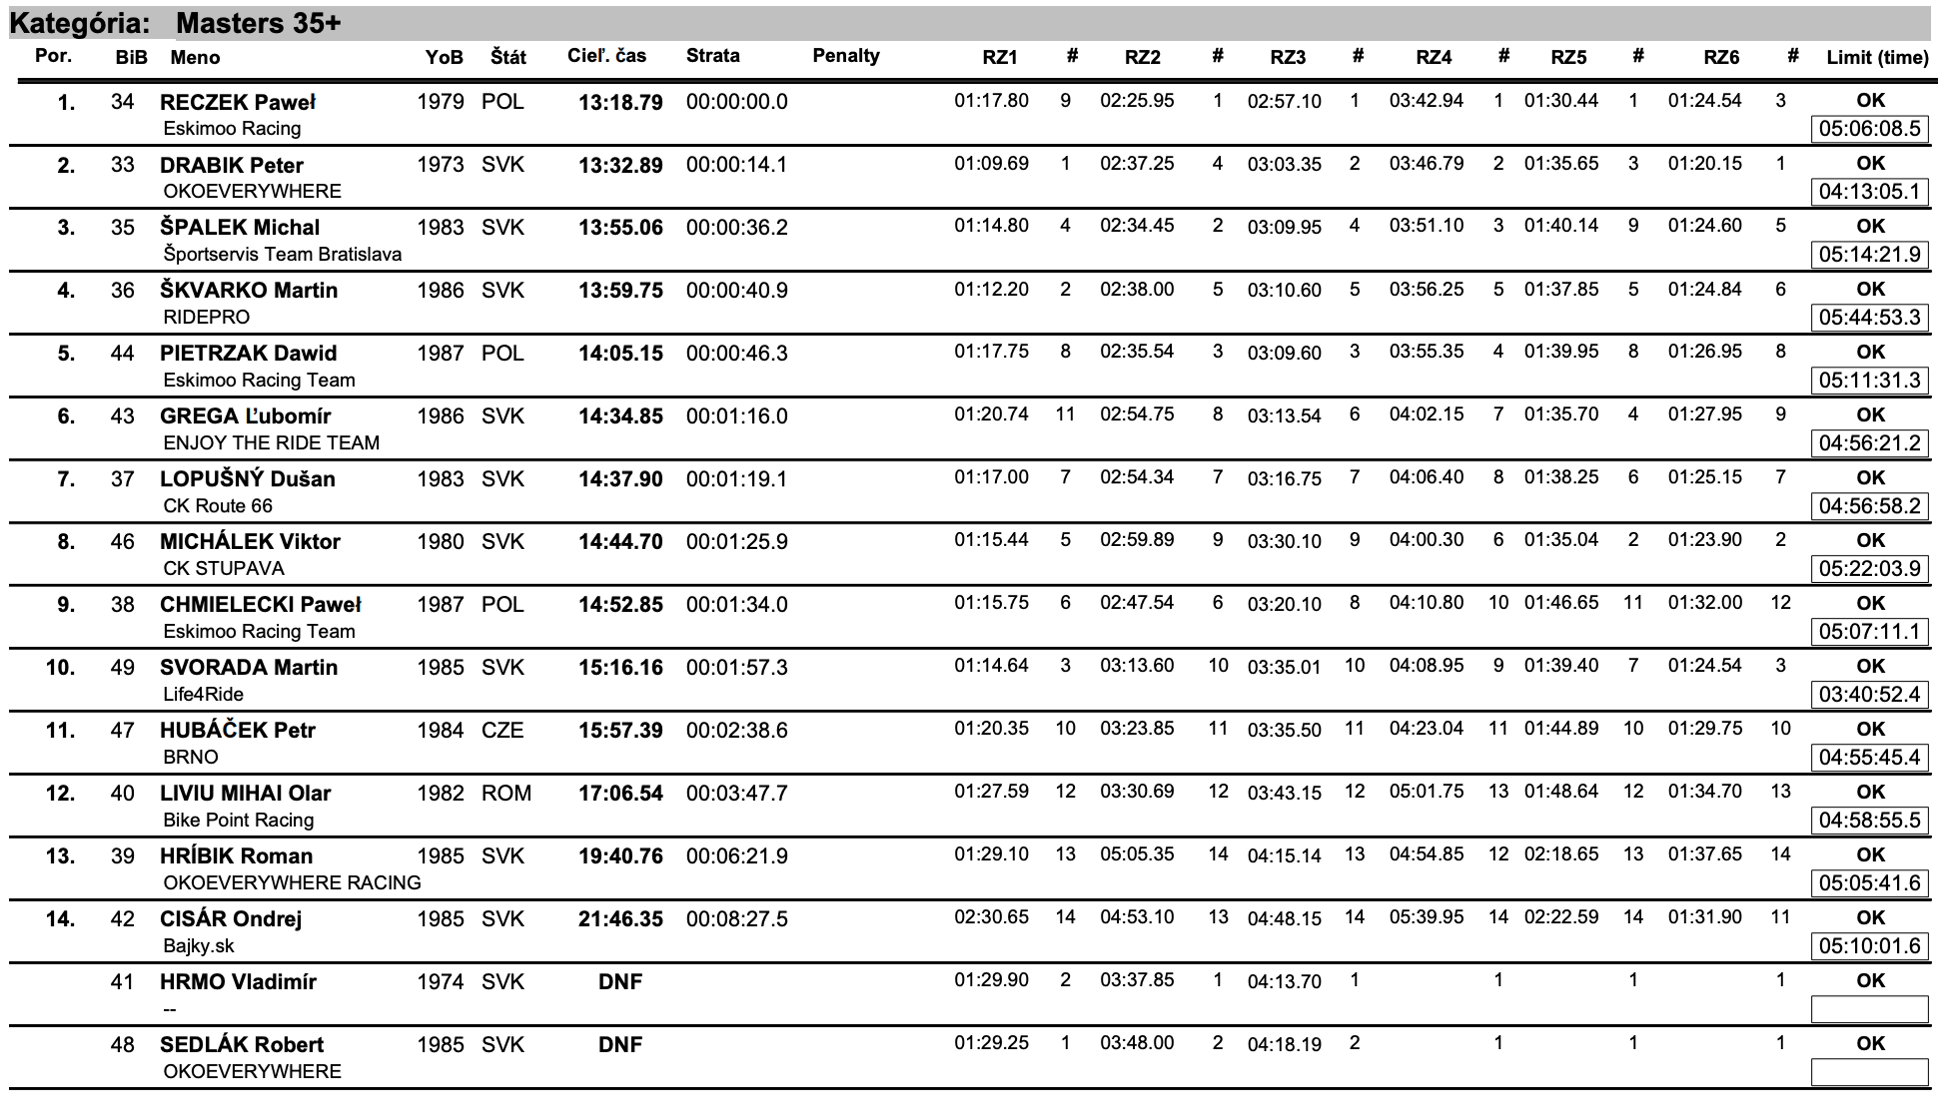 Kategória: Masters 35+
Por. BiB Meno YoB Štát Cieľ. čas Strata Penalty RZ1 # RZ2 # RZ3 # RZ4 # RZ5 # RZ6 # Limit (time)
1. 34 RECZEK Paweł 1979 POL 13:18.79 00:00:00.0 01:17.80 9 02:25.95 1 02:57.10 1 03:42.94 1 01:30.44 1 01:24.54 3 OK
Eskimoo Racing 05:06:08.5
2. 33 DRABIK Peter 1973 SVK 13:32.89 00:00:14.1 01:09.69 1 02:37.25 4 03:03.35 2 03:46.79 2 01:35.65 3 01:20.15 1 OK
OKOEVERYWHERE 04:13:05.1
3. 35 ŠPALEK Michal 1983 SVK 13:55.06 00:00:36.2 01:14.80 4 02:34.45 2 03:09.95 4 03:51.10 3 01:40.14 9 01:24.60 5 OK
Športservis Team Bratislava 05:14:21.9
4. 36 ŠKVARKO Martin 1986 SVK 13:59.75 00:00:40.9 01:12.20 2 02:38.00 5 03:10.60 5 03:56.25 5 01:37.85 5 01:24.84 6 OK
RIDEPRO 05:44:53.3
5. 44 PIETRZAK Dawid 1987 POL 14:05.15 00:00:46.3 01:17.75 8 02:35.54 3 03:09.60 3 03:55.35 4 01:39.95 8 01:26.95 8 OK
Eskimoo Racing Team 05:11:31.3
6. 43 GREGA Ľubomír 1986 SVK 14:34.85 00:01:16.0 01:20.74 11 02:54.75 8 03:13.54 6 04:02.15 7 01:35.70 4 01:27.95 9 OK
ENJOY THE RIDE TEAM 04:56:21.2
7. 37 LOPUŠNÝ Dušan 1983 SVK 14:37.90 00:01:19.1 01:17.00 7 02:54.34 7 03:16.75 7 04:06.40 8 01:38.25 6 01:25.15 7 OK
CK Route 66 04:56:58.2
8. 46 MICHÁLEK Viktor 1980 SVK 14:44.70 00:01:25.9 01:15.44 5 02:59.89 9 03:30.10 9 04:00.30 6 01:35.04 2 01:23.90 2 OK
CK STUPAVA 05:22:03.9
9. 38 CHMIELECKI Paweł 1987 POL 14:52.85 00:01:34.0 01:15.75 6 02:47.54 6 03:20.10 8 04:10.80 10 01:46.65 11 01:32.00 12 OK
Eskimoo Racing Team 05:07:11.1
10. 49 SVORADA Martin 1985 SVK 15:16.16 00:01:57.3 01:14.64 3 03:13.60 10 03:35.01 10 04:08.95 9 01:39.40 7 01:24.54 3 OK
Life4Ride 03:40:52.4
11. 47 HUBÁČEK Petr 1984 CZE 15:57.39 00:02:38.6 01:20.35 10 03:23.85 11 03:35.50 11 04:23.04 11 01:44.89 10 01:29.75 10 OK
BRNO 04:55:45.4
12. 40 LIVIU MIHAI Olar 1982 ROM 17:06.54 00:03:47.7 01:27.59 12 03:30.69 12 03:43.15 12 05:01.75 13 01:48.64 12 01:34.70 13 OK
Bike Point Racing 04:58:55.5
13. 39 HRÍBIK Roman 1985 SVK 19:40.76 00:06:21.9 01:29.10 13 05:05.35 14 04:15.14 13 04:54.85 12 02:18.65 13 01:37.65 14 OK
OKOEVERYWHERE RACING 05:05:41.6
14. 42 CISÁR Ondrej 1985 SVK 21:46.35 00:08:27.5 02:30.65 14 04:53.10 13 04:48.15 14 05:39.95 14 02:22.59 14 01:31.90 11 OK
Bajky.sk 05:10:01.6
41 HRMO Vladimír 1974 SVK DNF 01:29.90 2 03:37.85 1 04:13.70 1 1 1 1 OK
--
48 SEDLÁK Robert 1985 SVK DNF 01:29.25 1 03:48.00 2 04:18.19 2 1 1 1 OK
OKOEVERYWHERE